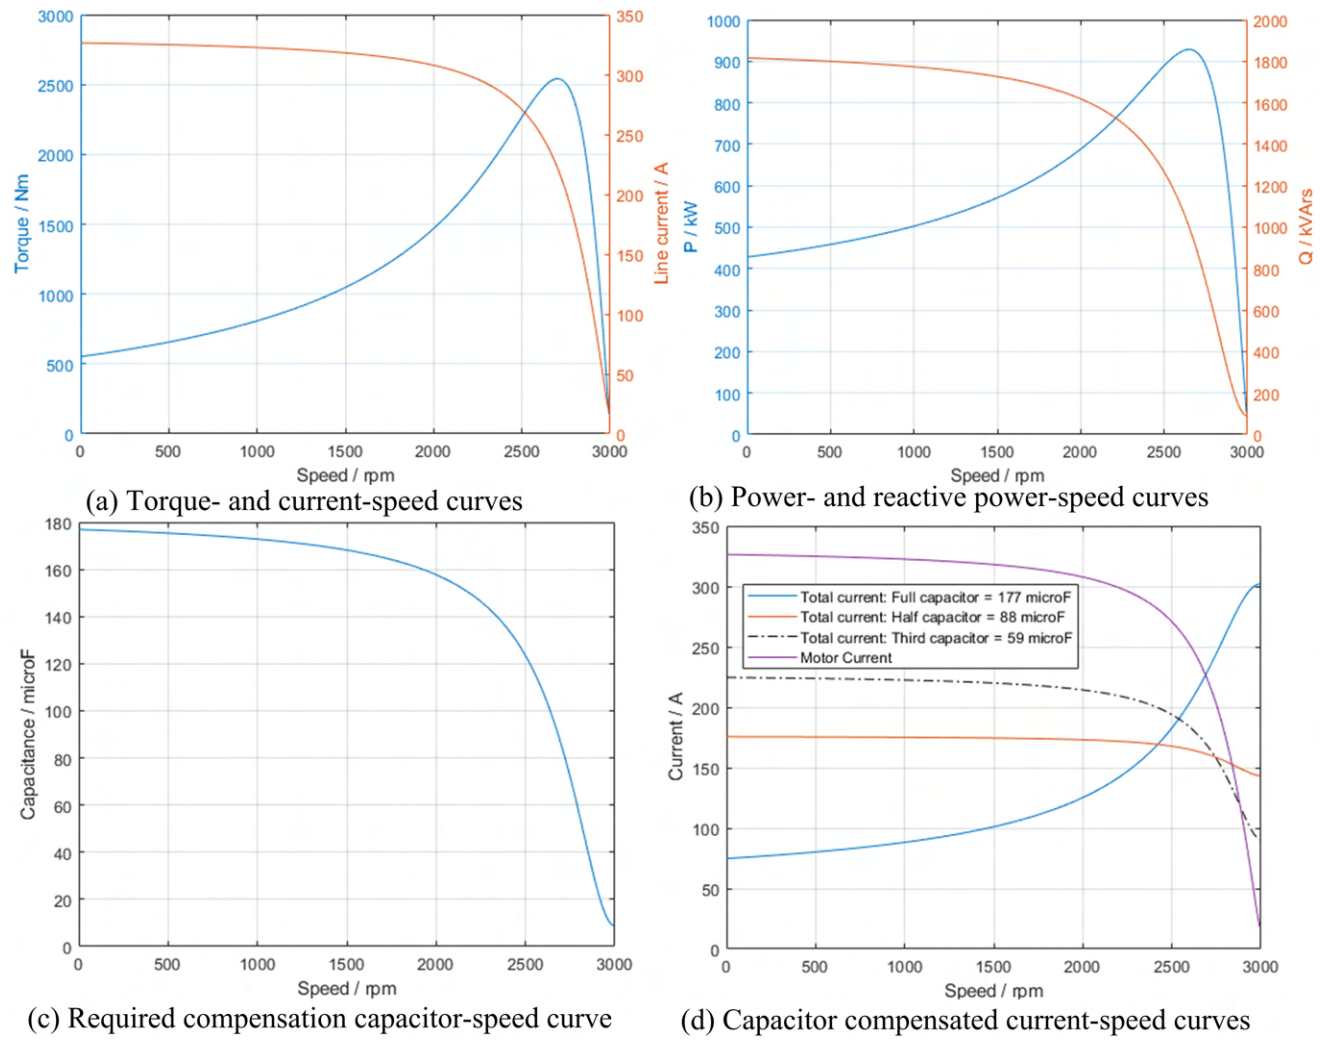 3000
2500
2000
1500
1000
500
0
Torque / Nm
350
300
250
200
150
100
50
0
Line current / A
0 500 1000 1500 2000 2500 3000
Speed / rpm
(a) Torque- and current-speed curves
1000
900
800
700
600
500
400
300
200
100
0
P / kW
2000
1800
1600
1400
1200
1000
800
600
400
200
0
Q / kVArs
0 500 1000 1500 2000 2500 3000
Speed / rpm
(b) Power- and reactive power-speed curves
180
160
140
120
100
80
60
40
20
0
Capacitance / microF
0 500 1000 1500 2000 2500 3000
Speed / rpm
(c) Required compensation capacitor-speed curve
350
300
250
200
150
100
50
0
Current / A
Total current: Full capacitor = 177 microF
Total current: Half capacitor = 88 microF
Total current: Third capacitor = 59 microF
Motor Current
0 500 1000 1500 2000 2500 3000
Speed / rpm
(d) Capacitor compensated current-speed curves